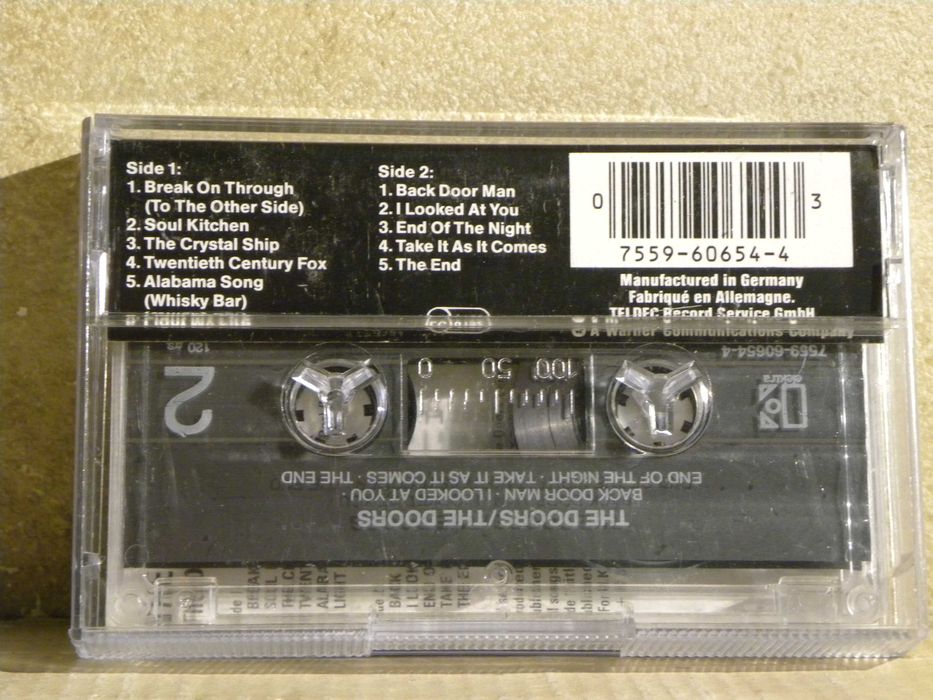 Side 1:
1. Break On Through
(To The Other Side)
2. Soul Kitchen
3. The Crystal Ship
4. Twentieth Century Fox
5. Alabama Song
(Whisky Bar)
Side 2:
1. Back Door Man
2. I Looked At You
3. End Of The Night
4. Take It As It Comes
5. The End
0 3
7559-60654-4
Manufactured in Germany
Fabriqué en Allemagne.
TELDEC Record Service GmbH
A Warner Communications Company
120 µs
7559-60654-4
2
0 50 100
elektra
THE DOORS/THE DOORS
BACK DOOR MAN · I LOOKED AT YOU ·
END OF THE NIGHT · TAKE IT AS IT COMES · THE END